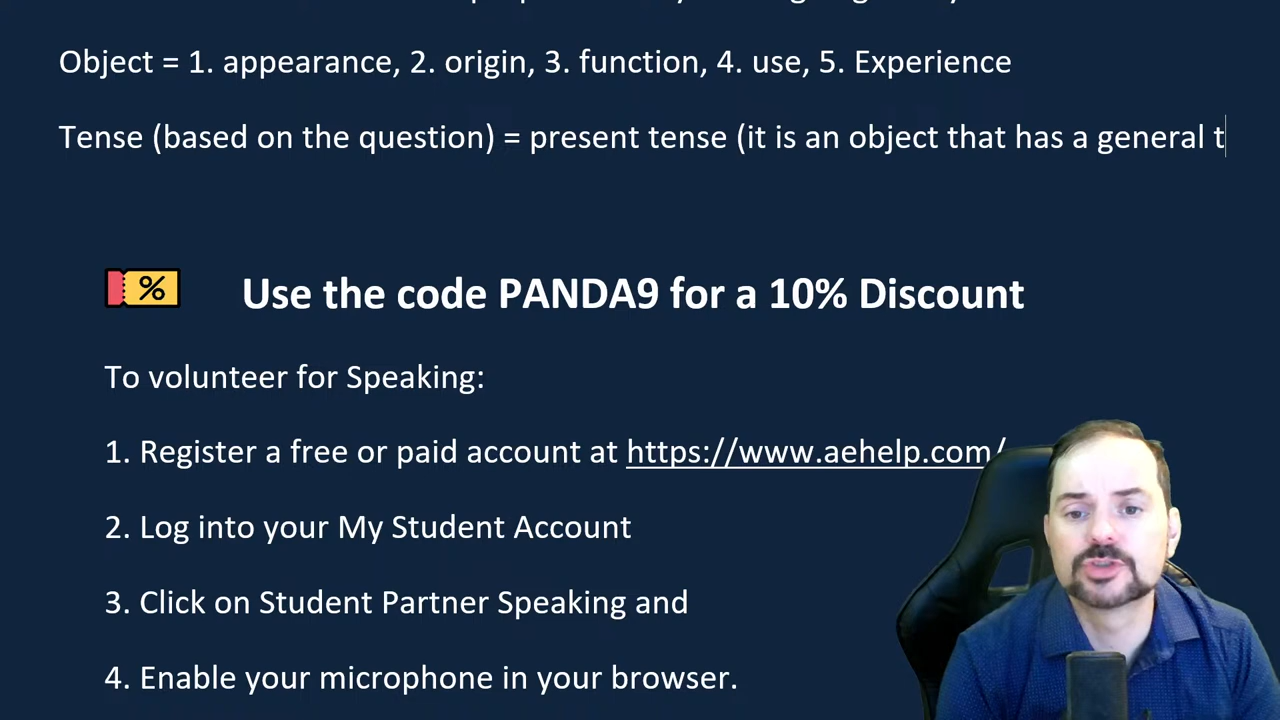 Object = 1. appearance, 2. origin, 3. function, 4. use, 5. Experience
Tense (based on the question) = present tense (it is an object that has a general t
%
Use the code PANDA9 for a 10% Discount
To volunteer for Speaking:
1. Register a free or paid account at https://www.aehelp.com/
2. Log into your My Student Account
3. Click on Student Partner Speaking and
4. Enable your microphone in your browser.